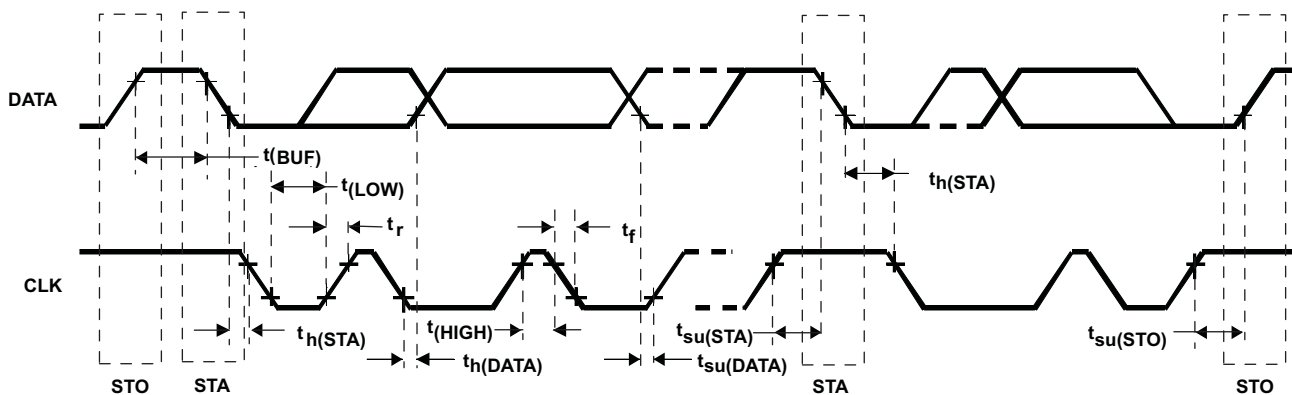 DATA
t(BUF)
t(LOW)
th(STA)
tr
tf
CLK
th(STA)
t(HIGH)
tsu(STA)
tsu(STO)
th(DATA)
tsu(DATA)
STO
STA
STA
STO